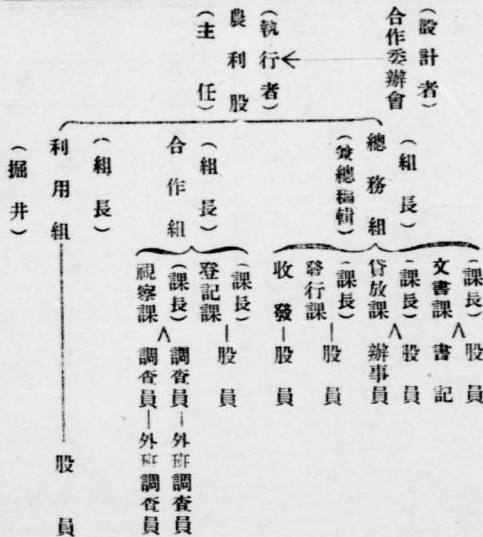 （設計者）
合作委辦會
（執行者）
農利股
（主任）
（組長）
總務組
（兼總編輯）
（課長） 股員
文書課 書記
（課長） 股員
貸放課 辦事員
（課長）
發行課—股員
收發—股員
（組長）
合作組
（課長）
登記課—股員
（課長） 調查員—外班調查員
視察課 調查員—外班調查員
（組長）
利用組—股員
（掘井）